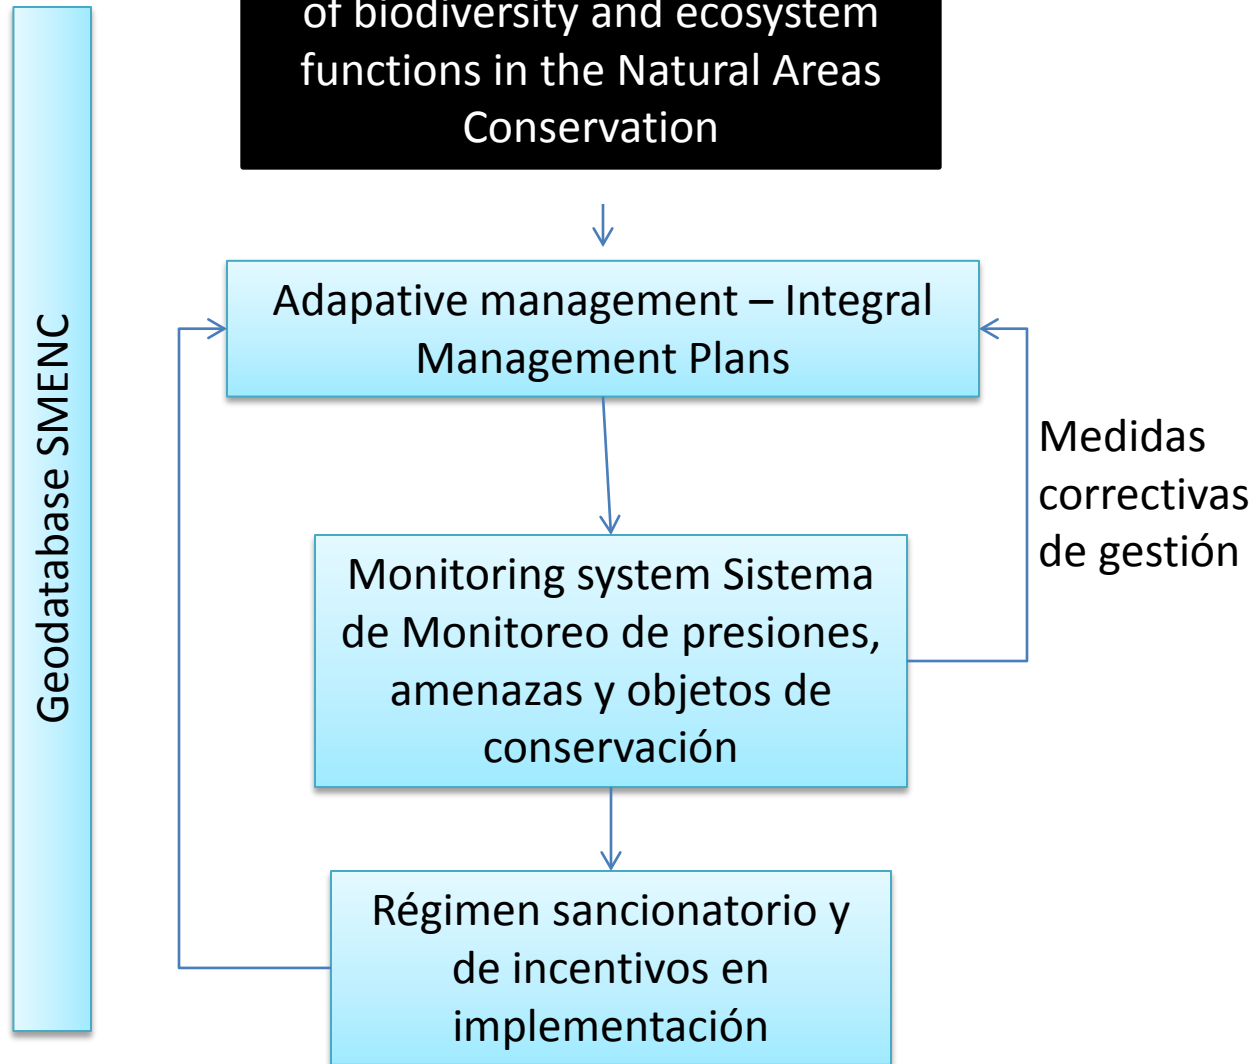 of biodiversity and ecosystem
functions in the Natural Areas
Conservation
Geodatabase SMENC
Adapative management – Integral
Management Plans
Medidas
correctivas
de gestión
Monitoring system Sistema
de Monitoreo de presiones,
amenazas y objetos de
conservación
Régimen sancionatorio y
de incentivos en
implementación